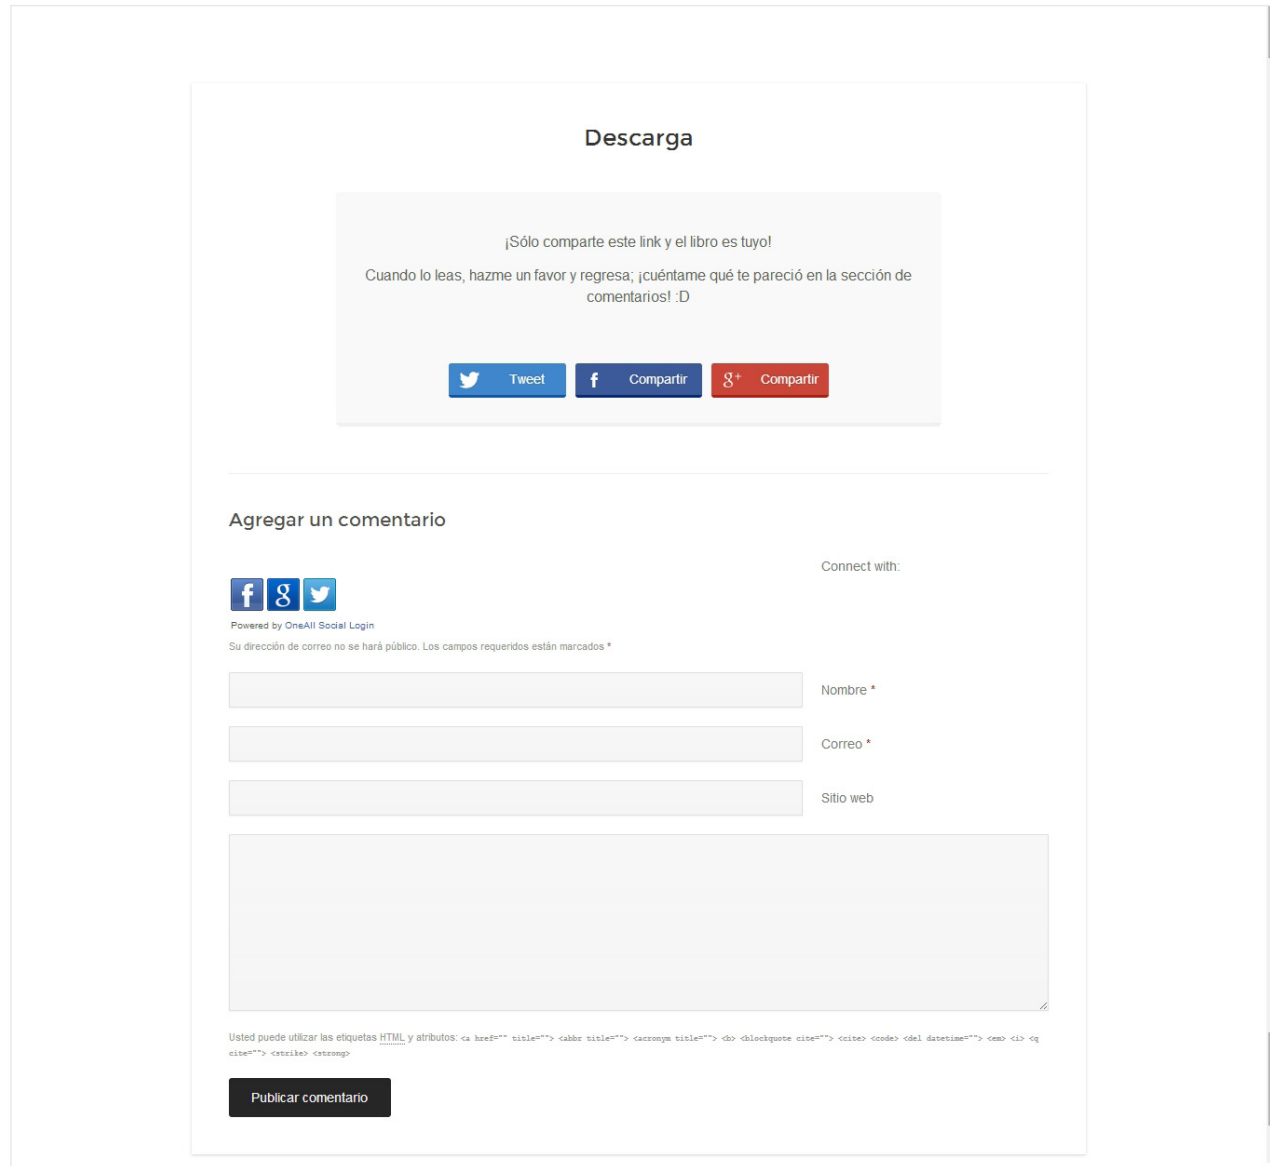 Descarga
¡Sólo comparte este link y el libro es tuyo!
Cuando lo leas, hazme un favor y regresa; ¡cuéntame qué te pareció en la sección de
comentarios! :D
Tweet
f Compartir
g+ Compartir
Agregar un comentario
Connect with:
f g
Powered by OneAll Social Login
Su dirección de correo no se hará público. Los campos requeridos están marcados *
Nombre *
Correo *
Sitio web
Usted puede utilizar las etiquetas HTML y atributos: <a href="" title=""> <abbr title=""> <acronym title=""> <b> <blockquote cite=""> <cite> <code> <del datetime=""> <em> <i> <q
cite=""> <strike> <strong>
Publicar comentario